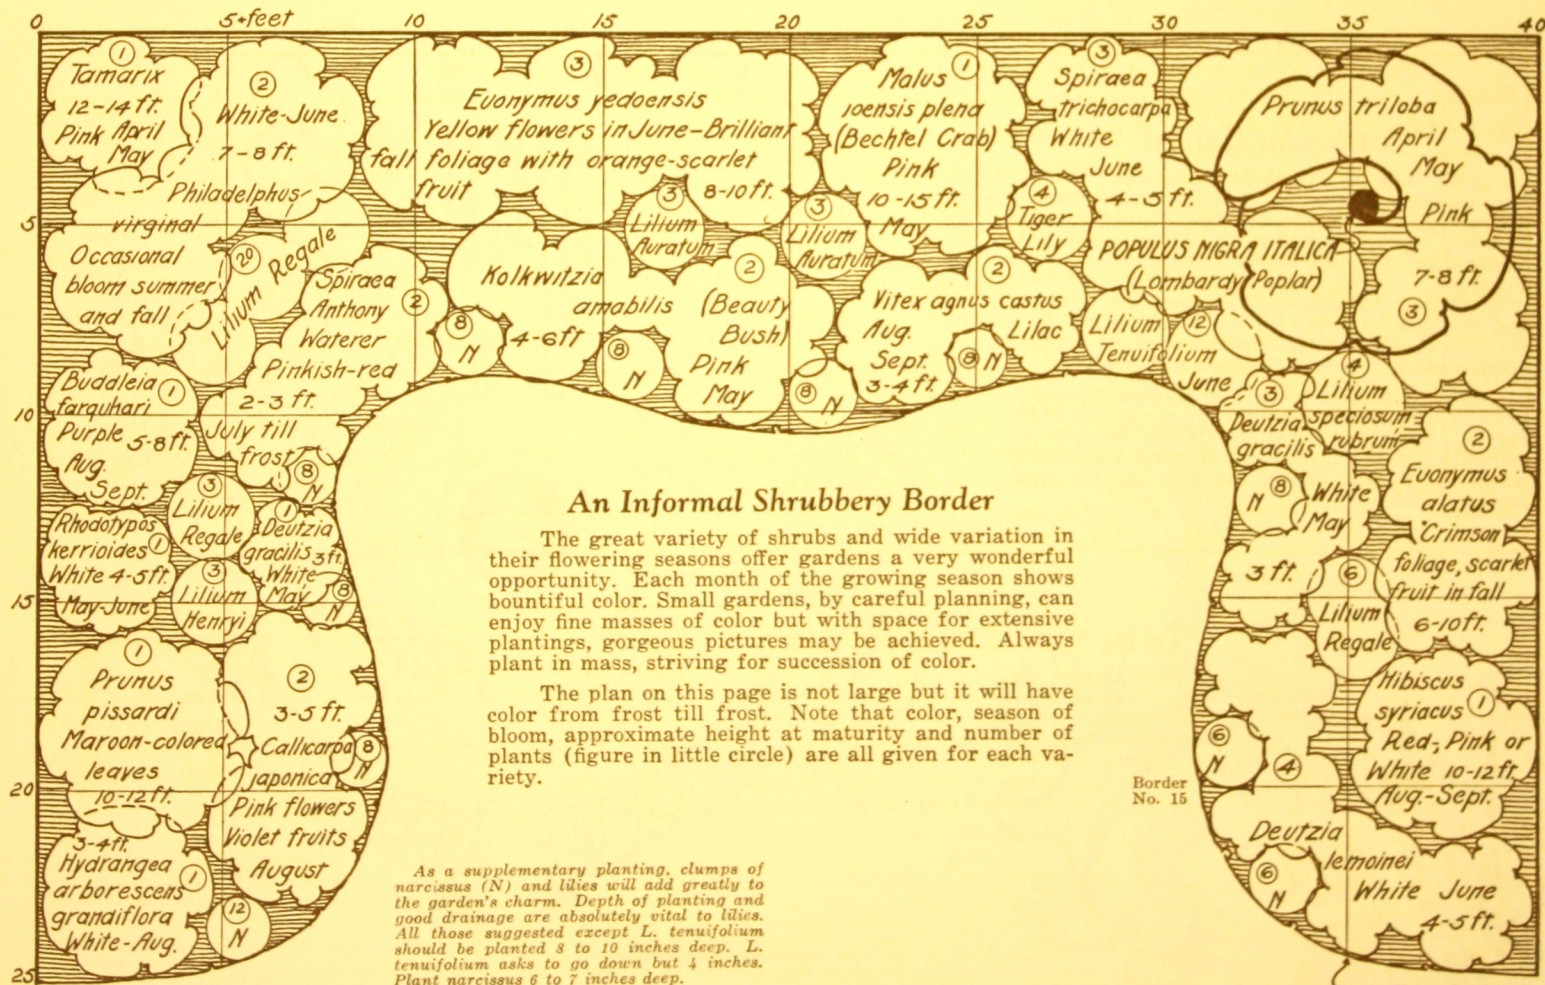 0 5-feet 10 15 20 25 30 35 40
5
10
15
20
25
1
Tamarix
12-14 ft.
Pink April
May
2
White-June
7-8 ft.
Philadelphus
virginal
Occasional
bloom summer
and fall
3
Euonymus yedoensis
Yellow flowers in June-Brilliant
fall foliage with orange-scarlet
fruit
8-10 ft.
Malus 1
ioensis plena
(Bechtel Crab)
Pink
10-15 ft.
May
3
Spiraea
trichocarpa
White
June
4-5 ft.
Prunus triloba
April
May
Pink
7-8 ft.
3
20
Lilium Regale
Spiraea
Anthony 2
Waterer
Pinkish-red
2-3 ft.
July till
frost
Kolkwitzia
amabilis (Beauty
Bush)
2
4-6 ft
Pink
May
3
Lilium
Auratum
3
Lilium
Auratum
4
Tiger
Lily
2
Vitex agnus castus
Aug. Lilac
Sept.
3-4 ft.
POPULUS NIGRA ITALICA
(Lombardy Poplar)
Lilium 12
Tenuifolium
June
8
N
8
N
8 N
8 N
Buddleia 1
farquhari
Purple 5-8 ft.
Aug.
Sept.
8
N
3
Lilium
Regale
1
Deutzia
gracilis 3 ft.
White
May
8
N
Rhodotypos
kerrioides 1
White 4-5 ft.
May-June
3
Lilium
Henryi
1
Prunus
pissardi
Maroon-colored
leaves
10-12 ft.
2
3-5 ft.
Callicarpa
japonica
Pink flowers
Violet fruits
August
8
N
3-4 ft.
Hydrangea
arborescens 1
grandiflora
White-Aug.
12
N
3
Deutzia
gracilis
White
May
3 ft.
4
Lilium
speciosum
rubrum
N 8
2
Euonymus
alatus
Crimson
foliage, scarlet
fruit in fall
6-10 ft.
6
Lilium
Regale
Hibiscus
syriacus 1
Red, Pink or
White 10-12 ft.
Aug.-Sept.
6
N
4
Deutzia
lemoinei
White June
4-5 ft.
6
N
An Informal Shrubbery Border
The great variety of shrubs and wide variation in
their flowering seasons offer gardens a very wonderful
opportunity. Each month of the growing season shows
bountiful color. Small gardens, by careful planning, can
enjoy fine masses of color but with space for extensive
plantings, gorgeous pictures may be achieved. Always
plant in mass, striving for succession of color.
The plan on this page is not large but it will have
color from frost till frost. Note that color, season of
bloom, approximate height at maturity and number of
plants (figure in little circle) are all given for each va-
riety.
Border
No. 15
As a supplementary planting, clumps of
narcissus (N) and lilies will add greatly to
the garden's charm. Depth of planting and
good drainage are absolutely vital to lilies.
All those suggested except L. tenuifolium
should be planted 8 to 10 inches deep. L.
tenuifolium asks to go down but 4 inches.
Plant narcissus 6 to 7 inches deep.